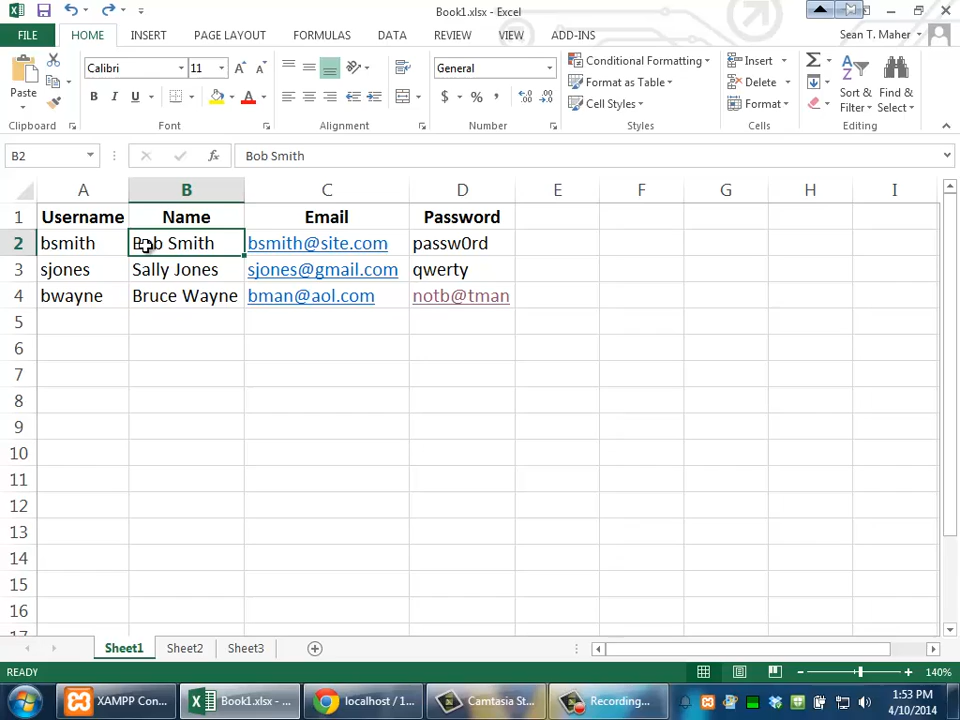 Book1.xlsx - Excel
FILE HOME INSERT PAGE LAYOUT FORMULAS DATA REVIEW VIEW ADD-INS Sean T. Maher
Paste
Calibri 11
B I U A
General
$ % ,
Conditional Formatting
Format as Table
Cell Styles
Insert
Delete
Format
Sort & Filter
Find & Select
Clipboard Font Alignment Number Styles Cells Editing
B2 fx Bob Smith
A B C D E F G H I
1 Username Name Email Password
2 bsmith Bob Smith bsmith@site.com passw0rd
3 sjones Sally Jones sjones@gmail.com qwerty
4 bwayne Bruce Wayne bman@aol.com notb@tman
5
6
7
8
9
10
11
12
13
14
15
16
17
Sheet1 Sheet2 Sheet3
READY 140%
XAMPP Con... Book1.xlsx - ... localhost / 1... Camtasia St... Recording...
1:53 PM
4/10/2014